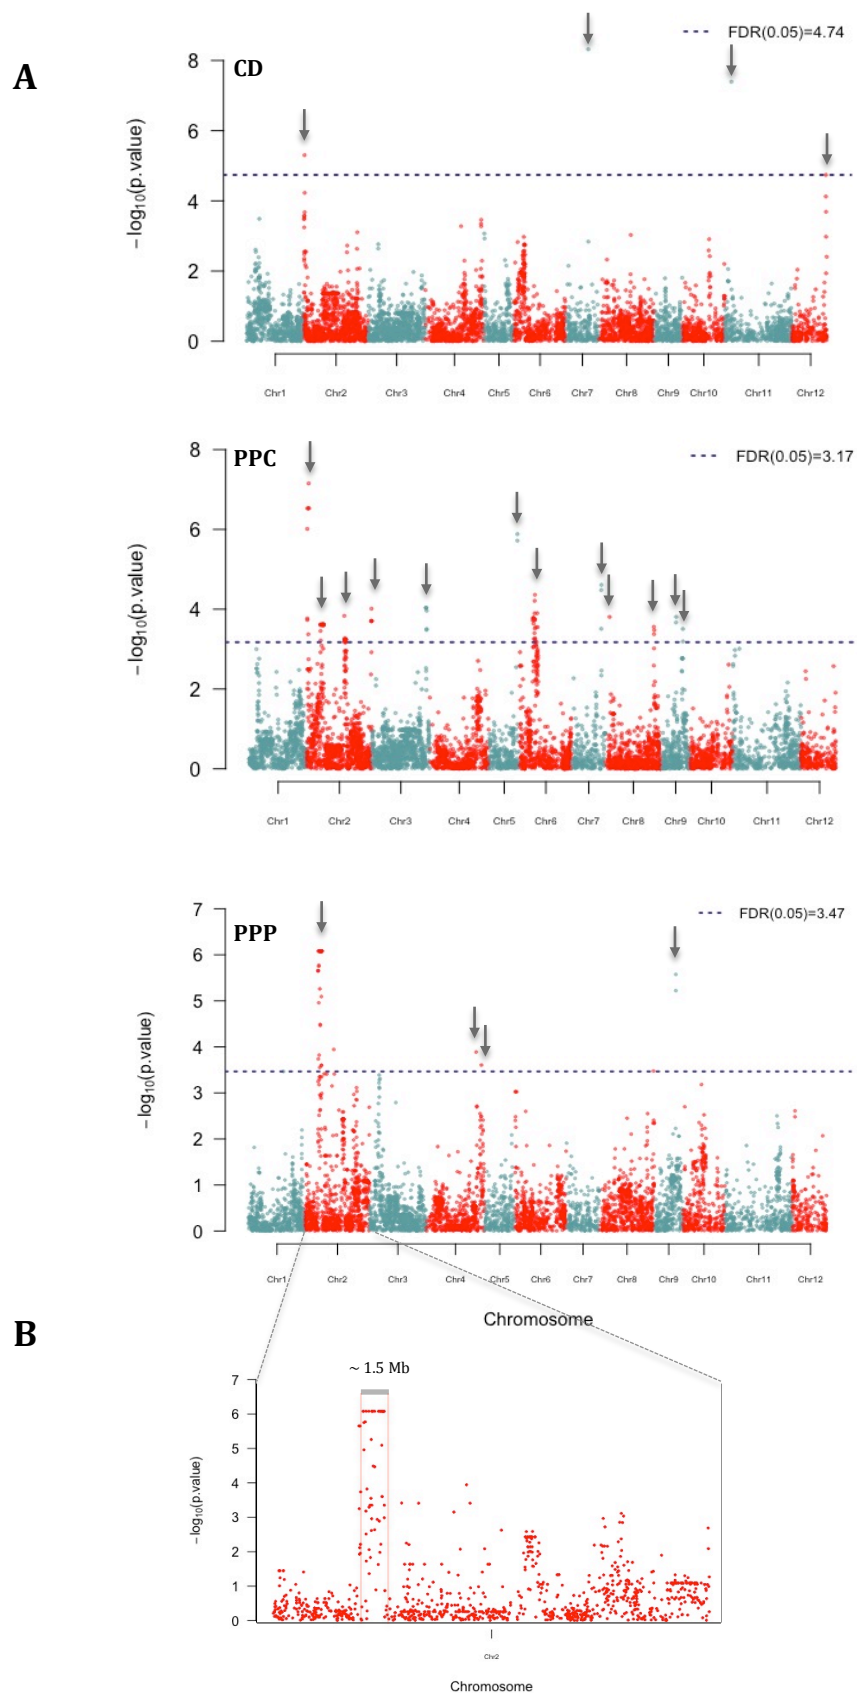 A
CD
FDR(0.05)=4.74
−log10(p.value)
8
6
4
2
0
Chr1 Chr2 Chr3 Chr4 Chr5 Chr6 Chr7 Chr8 Chr9 Chr10 Chr11 Chr12
PPC
FDR(0.05)=3.17
−log10(p.value)
8
6
4
2
0
Chr1 Chr2 Chr3 Chr4 Chr5 Chr6 Chr7 Chr8 Chr9 Chr10 Chr11 Chr12
PPP
FDR(0.05)=3.47
−log10(p.value)
7
6
5
4
3
2
1
0
Chr1 Chr2 Chr3 Chr4 Chr5 Chr6 Chr7 Chr8 Chr9 Chr10 Chr11 Chr12
Chromosome
B
~ 1.5 Mb
−log10(p.value)
7
6
5
4
3
2
1
0
Chr2
Chromosome